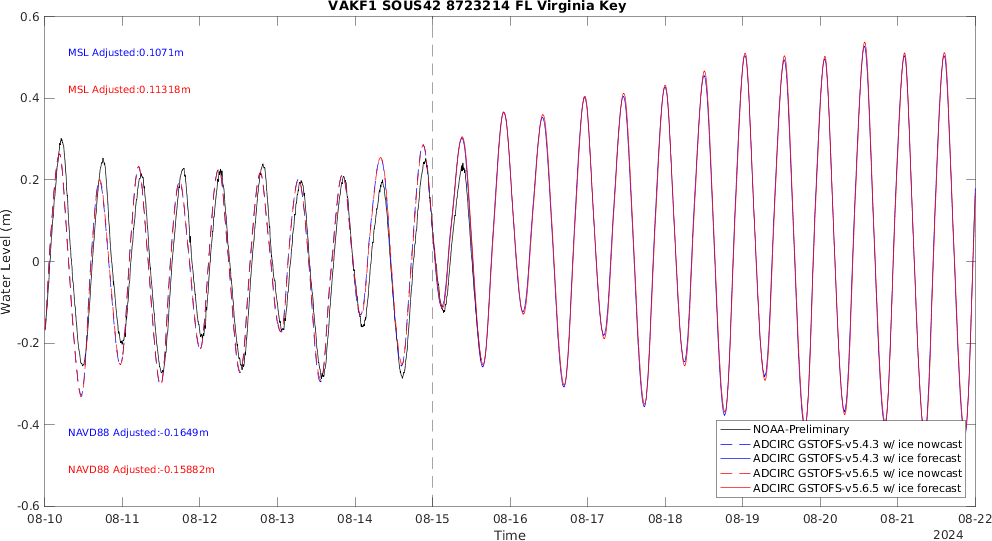 VAKF1 SOUS42 8723214 FL Virginia Key
MSL Adjusted:0.1071m
MSL Adjusted:0.11318m
NAVD88 Adjusted:-0.1649m
NAVD88 Adjusted:-0.15882m
Water Level (m)
0.6
0.4
0.2
0
-0.2
-0.4
-0.6
NOAA-Preliminary
ADCIRC GSTOFS-v5.4.3 w/ ice nowcast
ADCIRC GSTOFS-v5.4.3 w/ ice forecast
ADCIRC GSTOFS-v5.6.5 w/ ice nowcast
ADCIRC GSTOFS-v5.6.5 w/ ice forecast
08-10 08-11 08-12 08-13 08-14 08-15 08-16 08-17 08-18 08-19 08-20 08-21 08-22
Time
2024